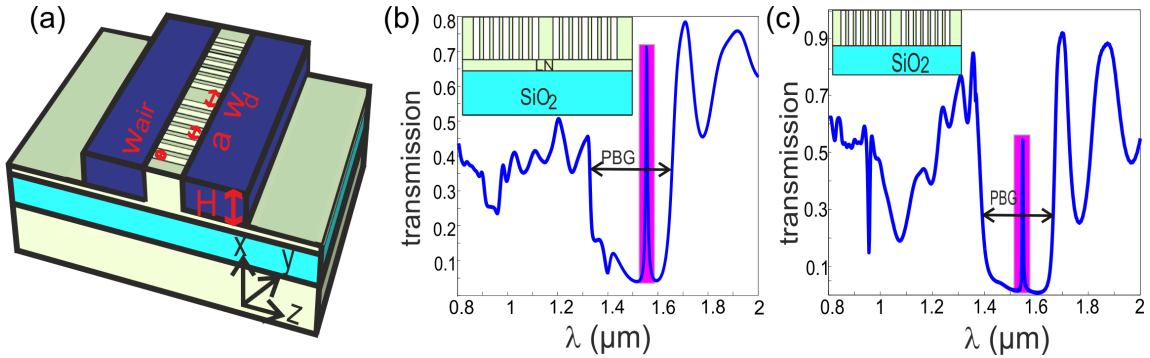 (a)
Wair
a
Wd
H
X
y
Z
(b)
LN
SiO2
PBG
transmission
0.8
0.7
0.6
0.5
0.4
0.3
0.2
0.1
0.8 1 1.2 1.4 1.6 1.8 2
λ (μm)
(c)
SiO2
PBG
transmission
0.9
0.7
0.5
0.3
0.1
0.8 1 1.2 1.4 1.6 1.8 2
λ (μm)